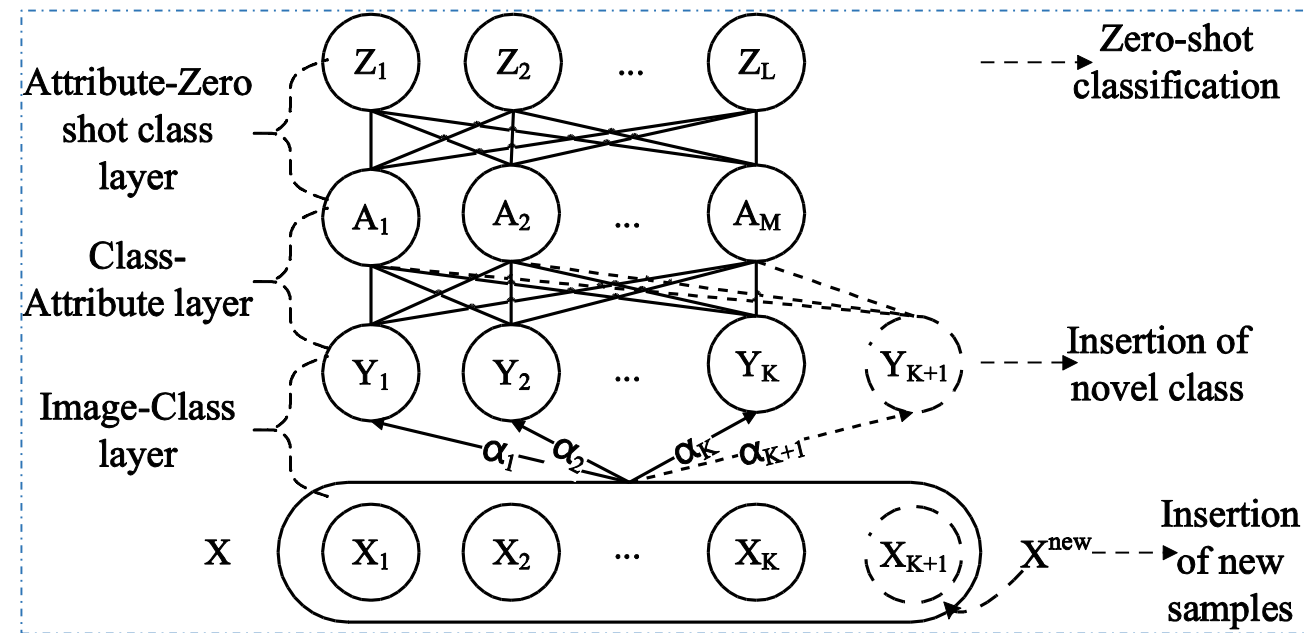 Z1 Z2 ... ZL
Zero-shot
classification
Attribute-Zero
shot class
layer
A1 A2 ... AM
Class-
Attribute layer
Y1 Y2 ... YK YK+1
Insertion of
novel class
Image-Class
layer
α1 α2 αK αK+1
X X1 X2 ... XK XK+1 Xnew
Insertion
of new
samples